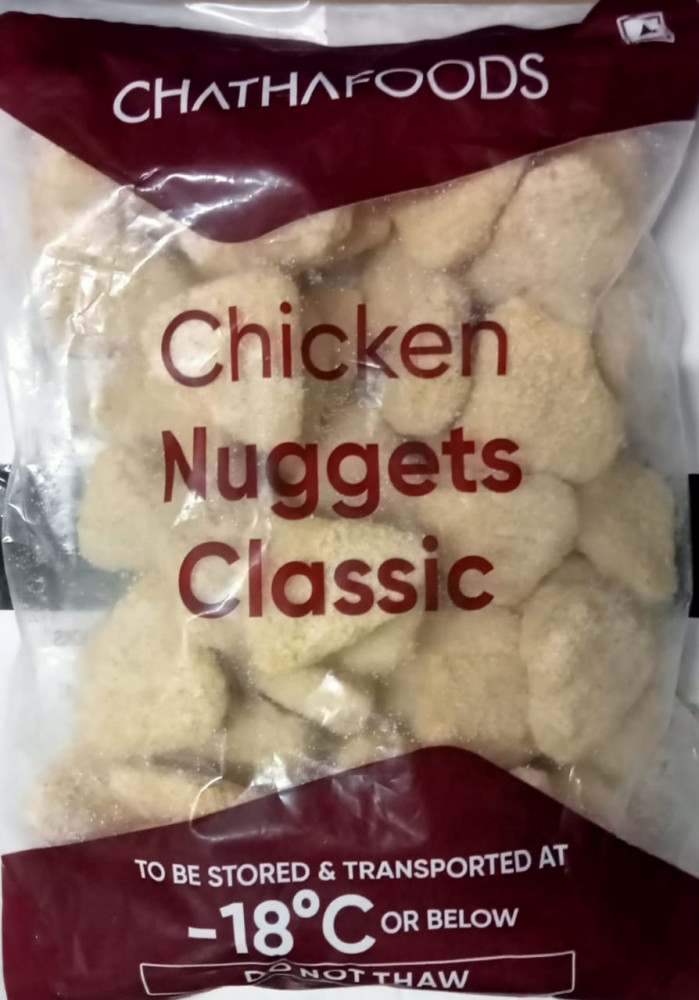 CHATHAFOODS
Chicken
Nuggets
Classic
TO BE STORED & TRANSPORTED AT
-18°C OR BELOW
DO NOT THAW